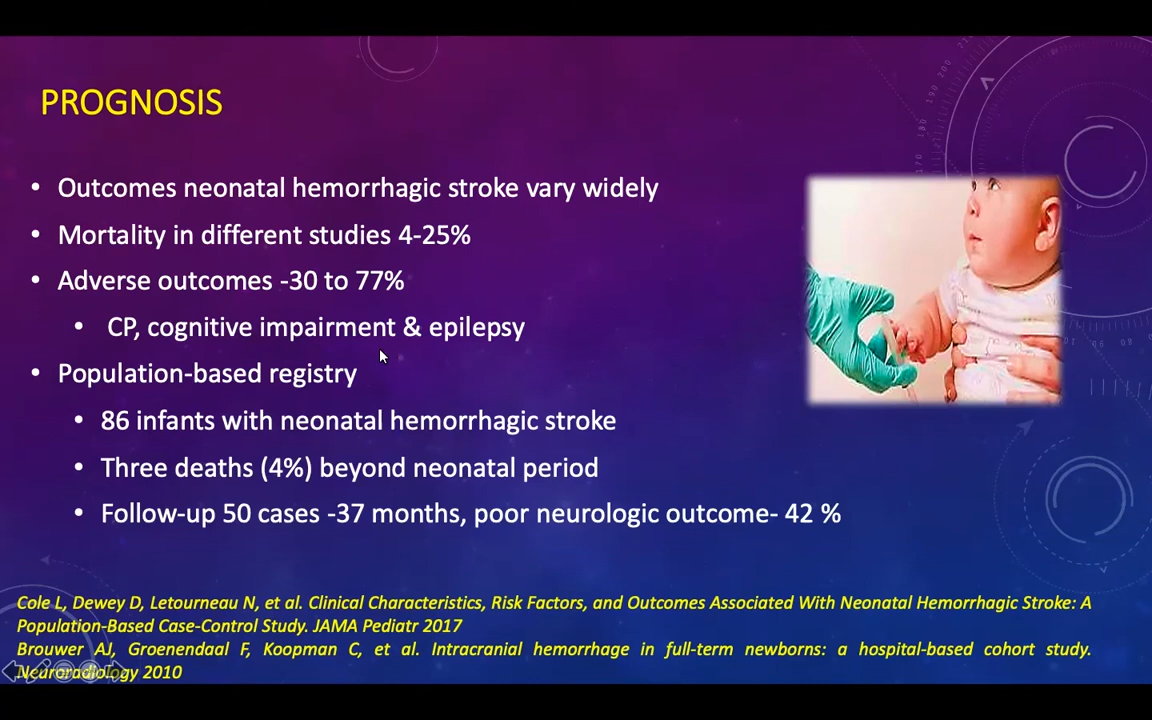 PROGNOSIS
• Outcomes neonatal hemorrhagic stroke vary widely
• Mortality in different studies 4-25%
• Adverse outcomes -30 to 77%
• CP, cognitive impairment & epilepsy
• Population-based registry
• 86 infants with neonatal hemorrhagic stroke
• Three deaths (4%) beyond neonatal period
• Follow-up 50 cases -37 months, poor neurologic outcome- 42 %
Cole L, Dewey D, Letourneau N, et al. Clinical Characteristics, Risk Factors, and Outcomes Associated With Neonatal Hemorrhagic Stroke: A
Population-Based Case-Control Study. JAMA Pediatr 2017
Brouwer AJ, Groenendaal F, Koopman C, et al. Intracranial hemorrhage in full-term newborns: a hospital-based cohort study.
Neuroradiology 2010